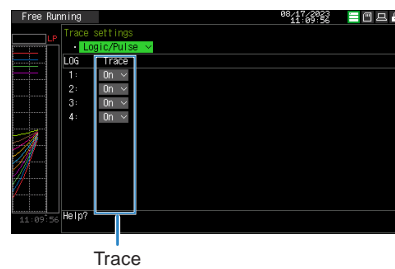 Free Running
08/17/2023
11:09:56
LP
Trace settings
Logic/Pulse
LOG Trace
1: On
2: On
3: On
4: On
Help?
11:09:56
Trace